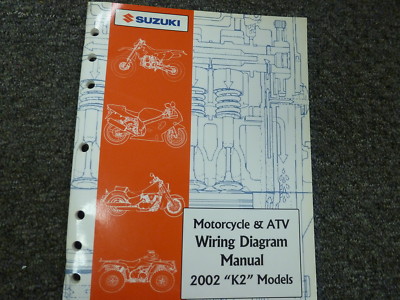 SUZUKI
Motorcycle & ATV
Wiring Diagram
Manual
2002 "K2" Models